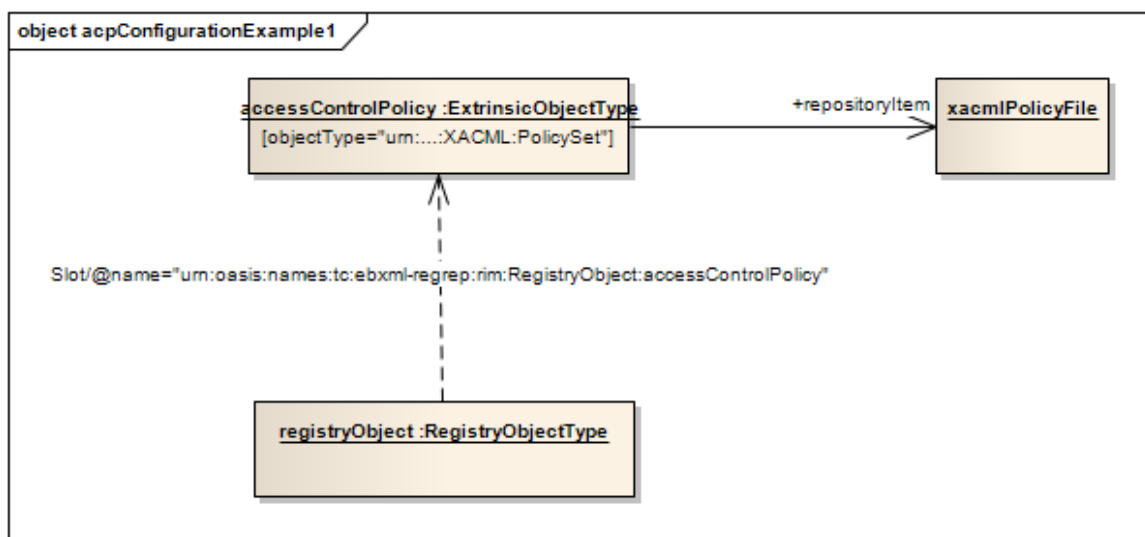 object acpConfigurationExample1
accessControlPolicy :ExtrinsicObjectType
[objectType="urn:...:XACML:PolicySet"]
+repositoryItem
xacmlPolicyFile
Slot/@name="urn:oasis:names:tc:ebxml-regrep:rim:RegistryObject:accessControlPolicy"
registryObject :RegistryObjectType